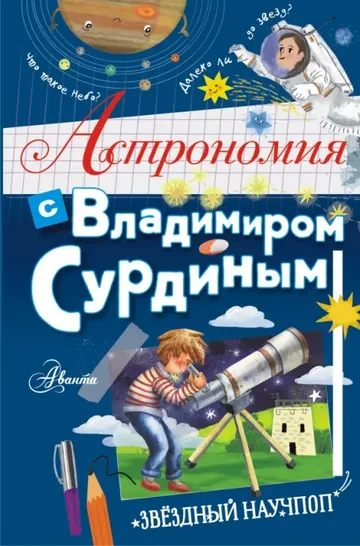 Что такое небо?
Далеко ли до звёзд?
Астрономия
с
Владимиром
Сурдиным
Аванта
*ЗВЁЗДНЫЙ НАУЧПОП*